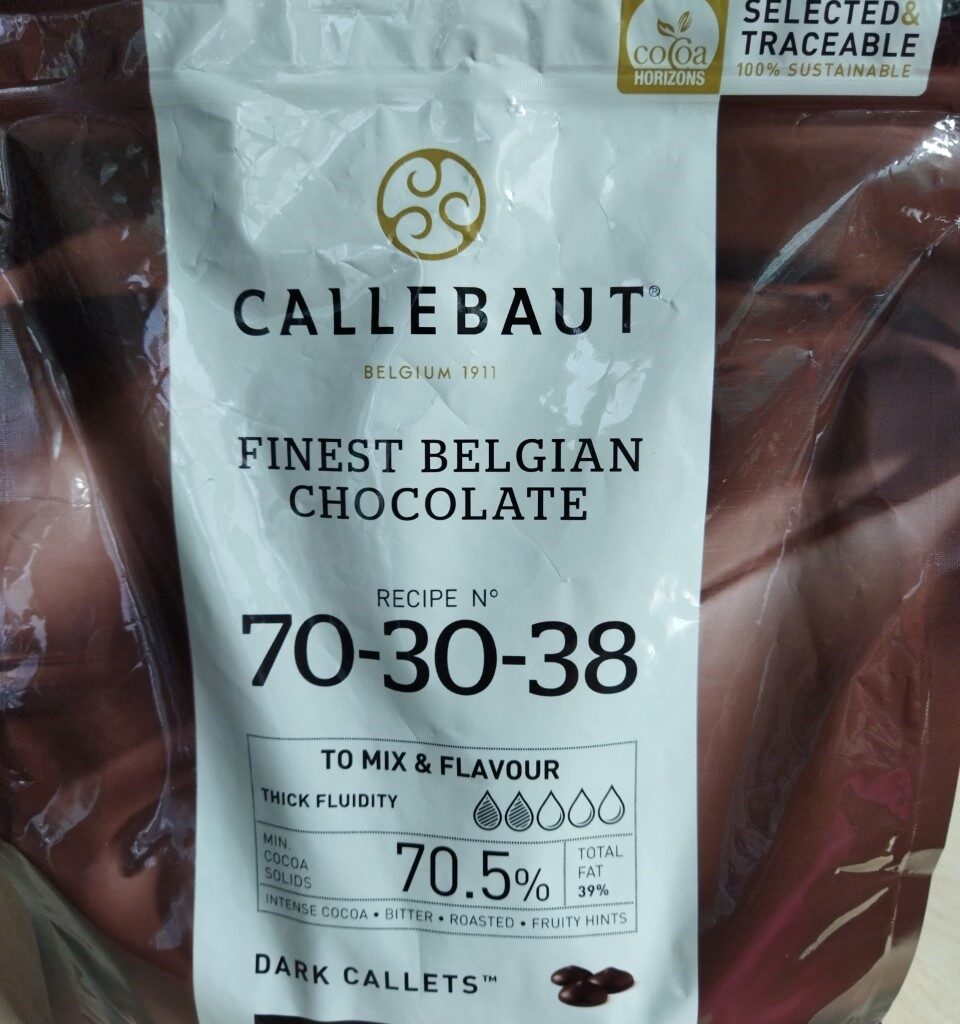 SELECTED&
TRACEABLE
100% SUSTAINABLE
cocoa
HORIZONS
CALLEBAUT®
BELGIUM 1911
FINEST BELGIAN
CHOCOLATE
RECIPE N°
70-30-38
TO MIX & FLAVOUR
THICK FLUIDITY
MIN.
COCOA
SOLIDS
70.5%
TOTAL
FAT
39%
INTENSE COCOA • BITTER • ROASTED • FRUITY HINTS
DARK CALLETS™